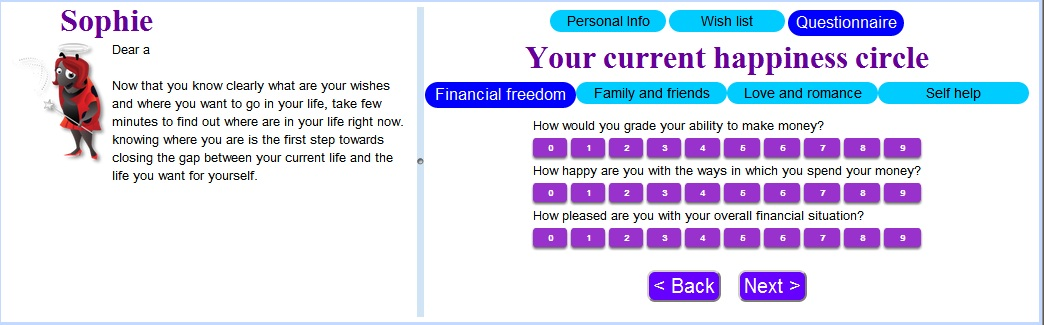 Sophie
Dear a
Now that you know clearly what are your wishes
and where you want to go in your life, take few
minutes to find out where are in your life right now.
knowing where you are is the first step towards
closing the gap between your current life and the
life you want for yourself.
Personal Info
Wish list
Questionnaire
Your current happiness circle
Financial freedom
Family and friends
Love and romance
Self help
How would you grade your ability to make money?
0 1 2 3 4 5 6 7 8 9
How happy are you with the ways in which you spend your money?
0 1 2 3 4 5 6 7 8 9
How pleased are you with your overall financial situation?
0 1 2 3 4 5 6 7 8 9
< Back
Next >